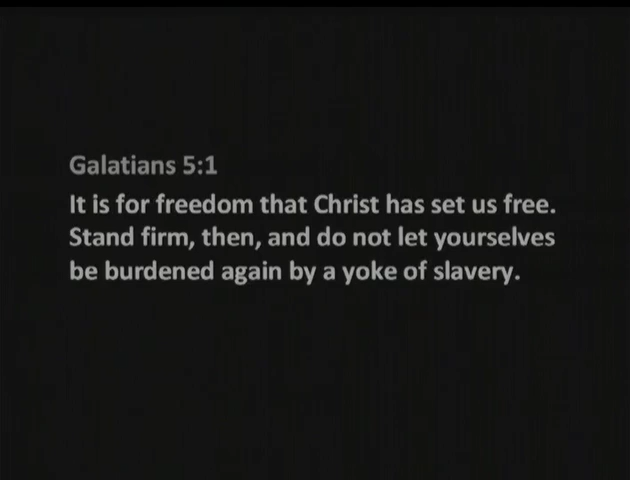 Galatians 5:1
It is for freedom that Christ has set us free.
Stand firm, then, and do not let yourselves
be burdened again by a yoke of slavery.